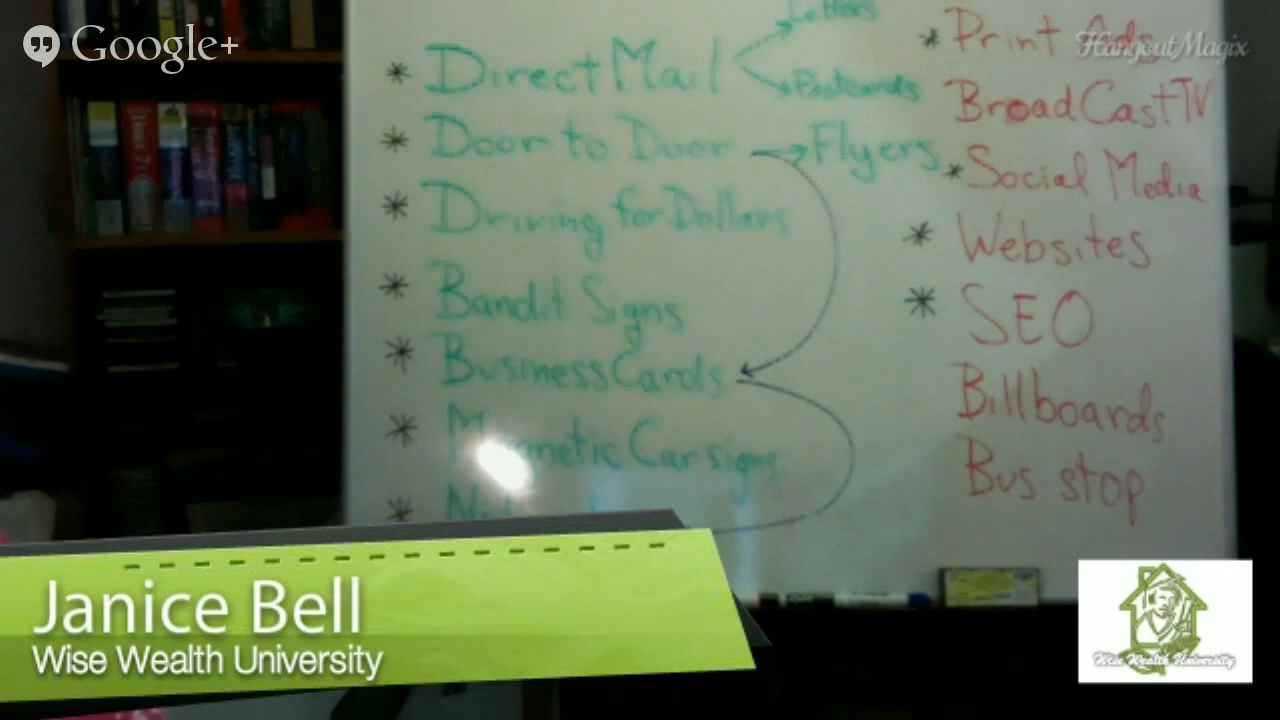 Google+
HangoutMagix
* Direct Mail
Letters
Postcards
* Door to Door
Flyers
* Driving for Dollars
* Bandit Signs
* Business Cards
* Magnetic Car signs
*
* Print Ads
BroadCast TV
* Social Media
* Websites
* SEO
Billboards
Bus stop
Janice Bell
Wise Wealth University
Wise Wealth University